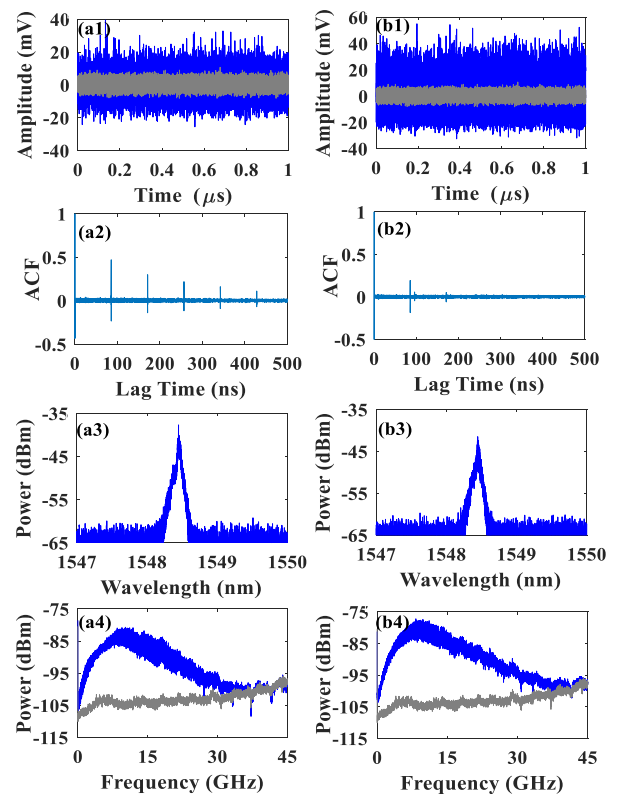 (a1)
Amplitude (mV)
40
20
0
-20
-40
0 0.2 0.4 0.6 0.8 1
Time (μs)
(b1)
Amplitude (mV)
60
40
20
0
-20
-40
0 0.2 0.4 0.6 0.8 1
Time (μs)
(a2)
ACF
1
0.5
0
-0.5
0 100 200 300 400 500
Lag Time (ns)
(b2)
ACF
1
0.5
0
-0.5
0 100 200 300 400 500
Lag Time (ns)
(a3)
Power (dBm)
-35
-45
-55
-65
1547 1548 1549 1550
Wavelength (nm)
(b3)
Power (dBm)
-35
-45
-55
-65
1547 1548 1549 1550
Wavelength (nm)
(a4)
Power (dBm)
-75
-85
-95
-105
-115
0 15 30 45
Frequency (GHz)
(b4)
Power (dBm)
-75
-85
-95
-105
-115
0 15 30 45
Frequency (GHz)